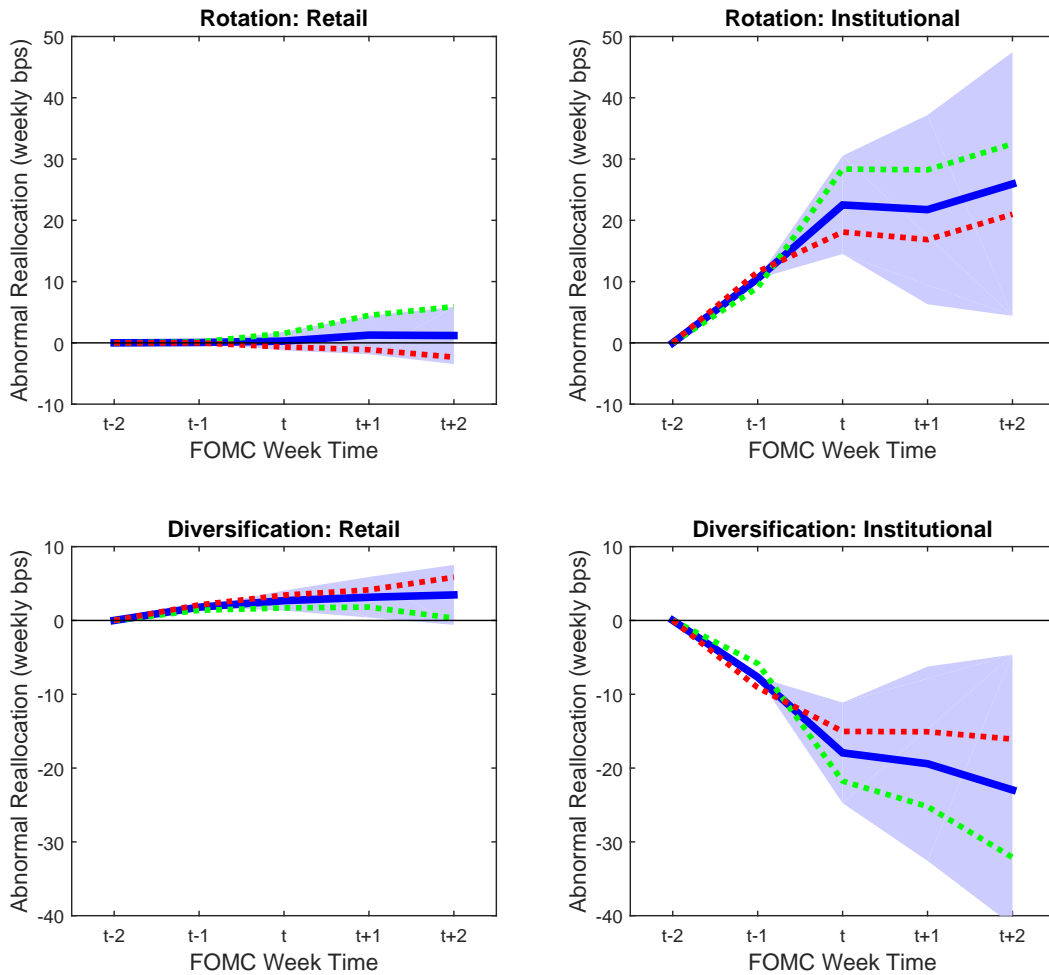 Rotation: Retail
Abnormal Reallocation (weekly bps)
50
40
30
20
10
0
-10
t-2 t-1 t t+1 t+2
FOMC Week Time
Rotation: Institutional
Abnormal Reallocation (weekly bps)
50
40
30
20
10
0
-10
t-2 t-1 t t+1 t+2
FOMC Week Time
Diversification: Retail
Abnormal Reallocation (weekly bps)
10
0
-10
-20
-30
-40
t-2 t-1 t t+1 t+2
FOMC Week Time
Diversification: Institutional
Abnormal Reallocation (weekly bps)
10
0
-10
-20
-30
-40
t-2 t-1 t t+1 t+2
FOMC Week Time